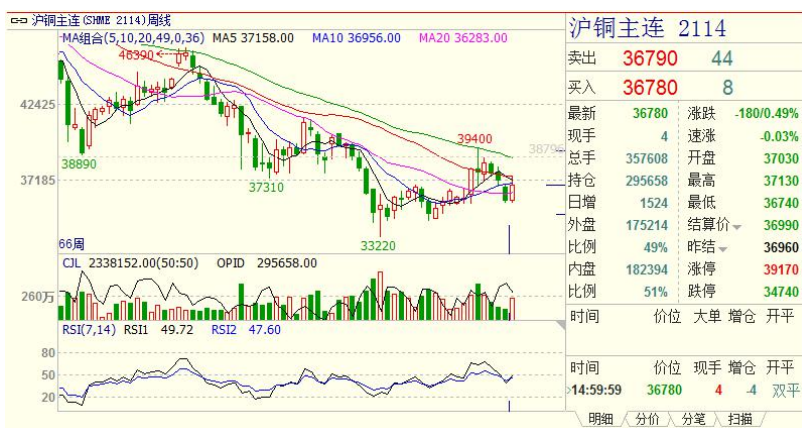 沪铜主连(SHME 2114)周线
MA组合(5,10,20,49,0,36) MA5 37158.00 MA10 36956.00 MA20 36283.00
46390
42425
39400
38796
38890
37185
37310
33220
66周
CJL 2338152.00(50:50) OPID 295658.00
260万
RSI(7,14) RSI1 49.72 RSI2 47.60
80
50
20
沪铜主连 2114
卖出 36790 44
买入 36780 8
最新 36780 涨跌 -180/0.49%
现手 4 速涨 -0.03%
总手 357608 开盘 37030
持仓 295658 最高 37130
日增 1524 最低 36740
外盘 175214 结算价 36990
比例 49% 昨结 36960
内盘 182394 涨停 39170
比例 51% 跌停 34740
时间 价位 大单 增仓 开平
时间 价位 现手 增仓 开平
14:59:59 36780 4 -4 双平
明细 分价 分笔 扫描